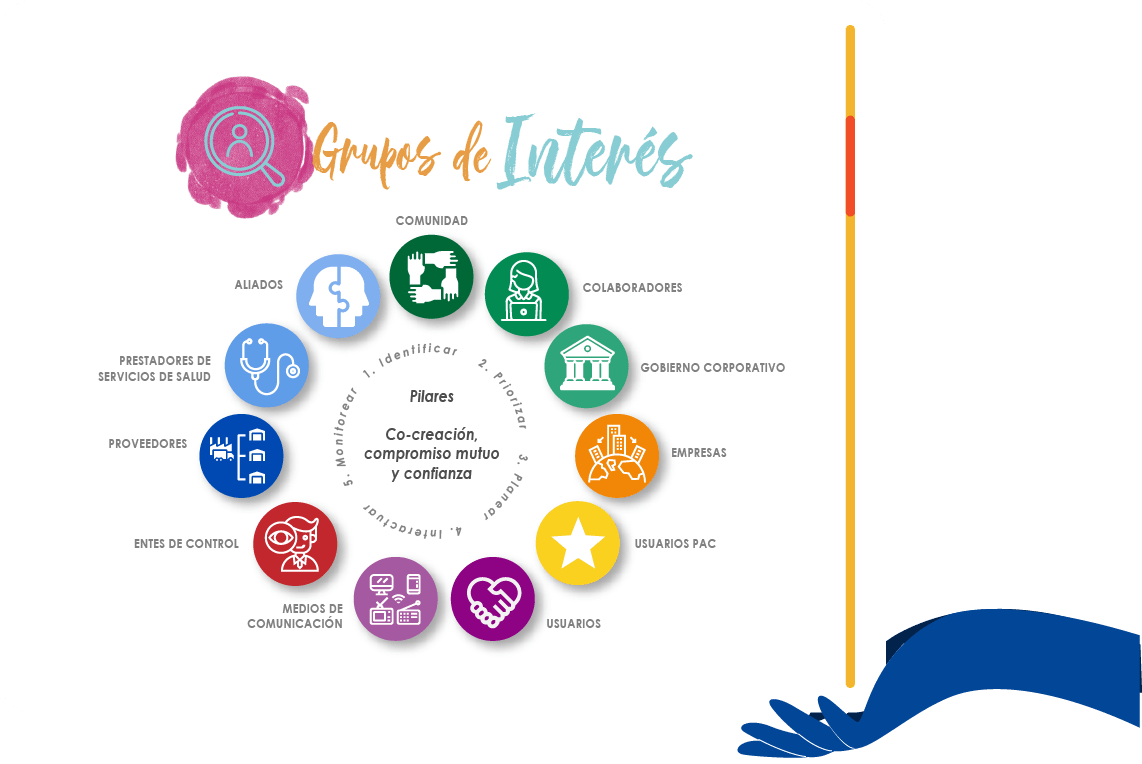 Grupos de Interés
COMUNIDAD
COLABORADORES
GOBIERNO CORPORATIVO
EMPRESAS
USUARIOS PAC
USUARIOS
MEDIOS DE
COMUNICACIÓN
ENTES DE CONTROL
PROVEEDORES
PRESTADORES DE
SERVICIOS DE SALUD
ALIADOS
1. Identificar
2. Priorizar
3. Planear
4. Interactuar
5. Monitorear
Pilares
Co-creación,
compromiso mutuo
y confianza